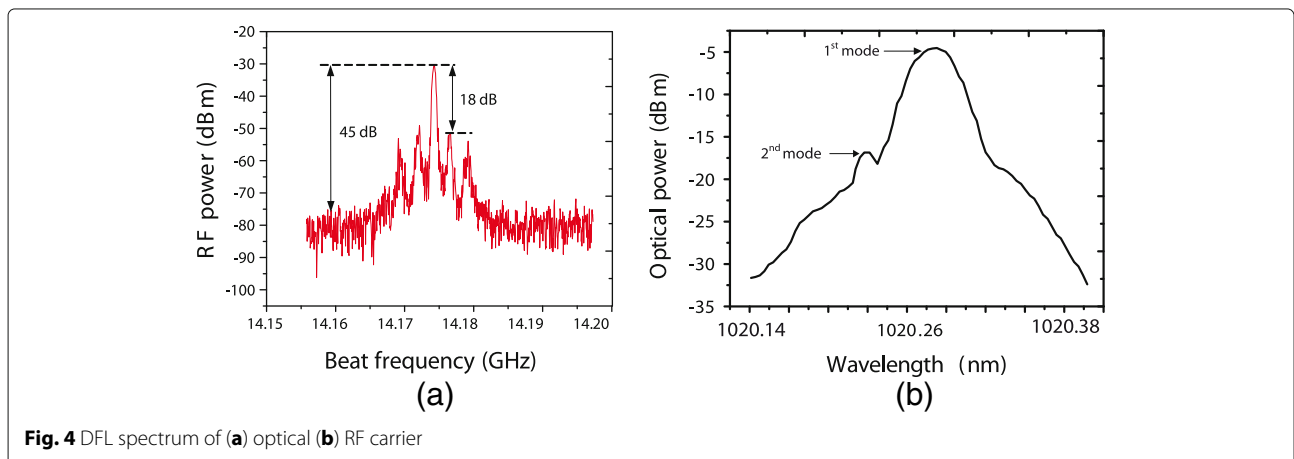 -20
-30
-40
-50
-60
-70
-80
-90
-100
RF power (dBm)
45 dB
18 dB
14.15 14.16 14.17 14.18 14.19 14.20
Beat frequency (GHz)
(a)
-5
-10
-15
-20
-25
-30
-35
Optical power (dBm)
1st mode
2nd mode
1020.14 1020.26 1020.38
Wavelength (nm)
(b)
Fig. 4 DFL spectrum of (a) optical (b) RF carrier